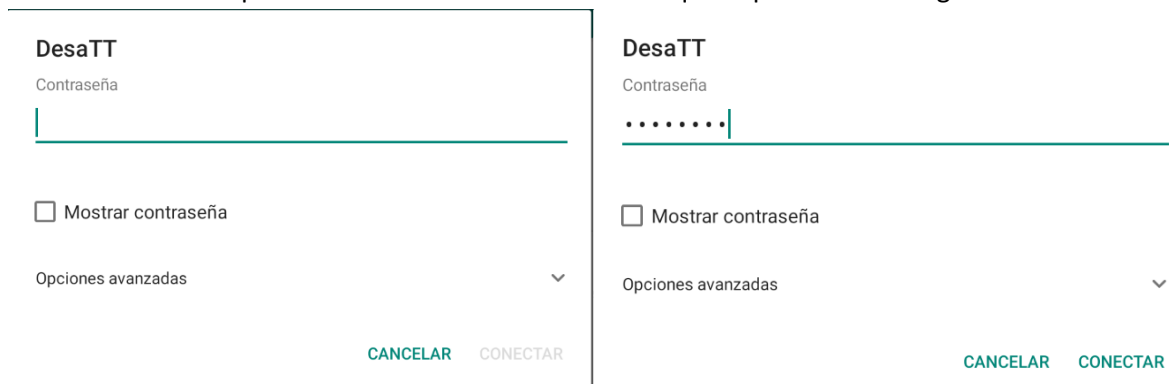 DesaTT
Contraseña
Mostrar contraseña
Opciones avanzadas
CANCELAR CONECTAR
DesaTT
Contraseña
••••••••
Mostrar contraseña
Opciones avanzadas
CANCELAR CONECTAR